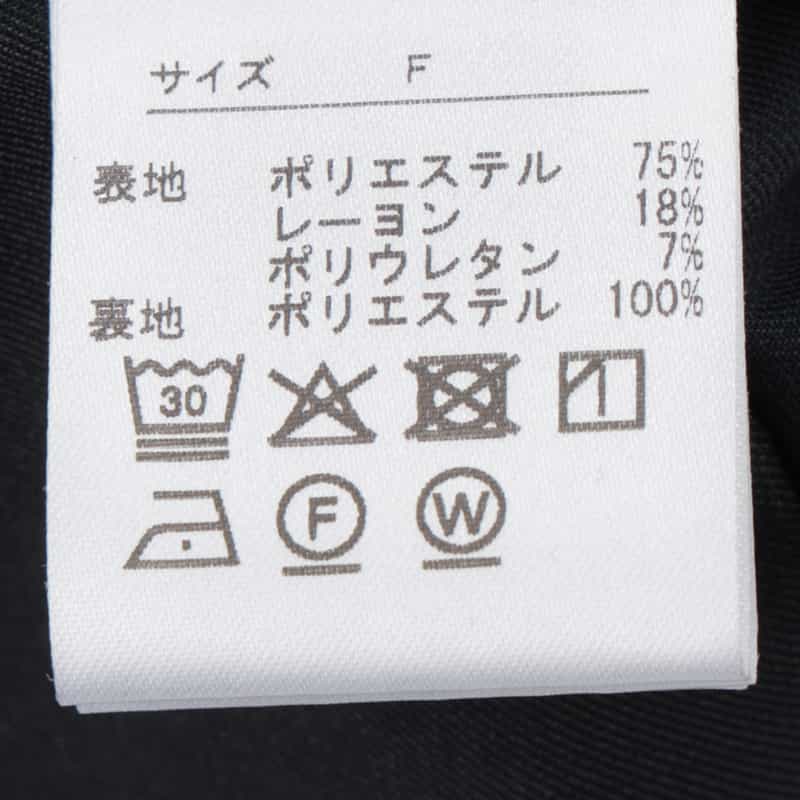 サイズ F
表地 ポリエステル 75%
レーヨン 18%
ポリウレタン 7%
裏地 ポリエステル 100%
30
F W